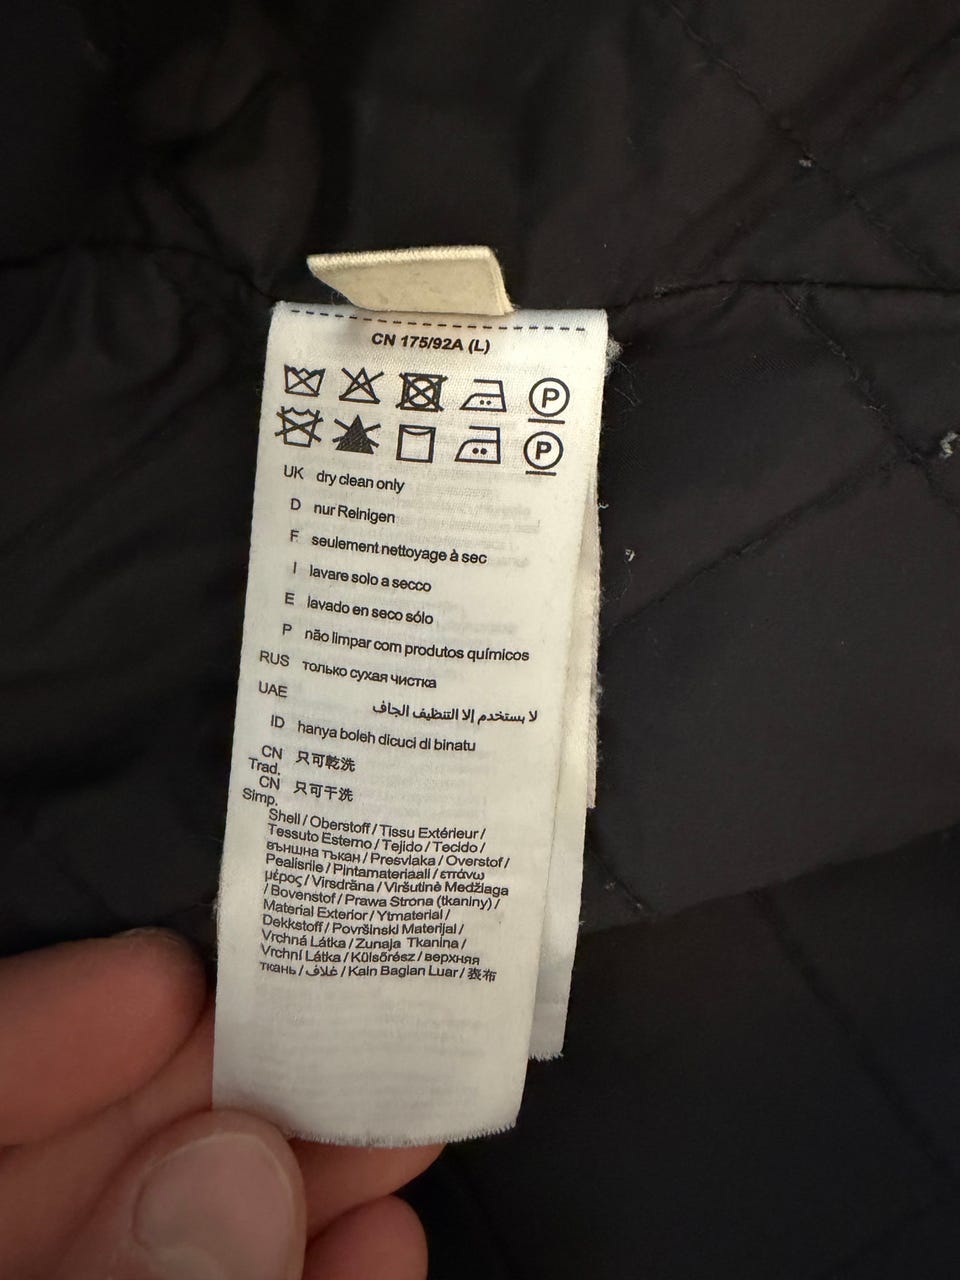 CN 175/92A (L)
P
P
UK dry clean only
D nur Reinigen
F seulement nettoyage à sec
I lavare solo a secco
E lavado en seco sólo
P não limpar com produtos químicos
RUS только сухая чистка
UAE لا يستخدم إلا التنظيف الجاف
ID hanya boleh dicuci di binatu
CN Trad. 只可乾洗
CN Simp. 只可干洗
Shell / Oberstoff / Tissu Extérieur /
Tessuto Esterno / Tejido / Tecido /
външна тъкан / Presvlaka / Overstof /
Pealisriie / Pintamateriaali / επάνω
μέρος / Virsdrāna / Viršutinė Medžiaga
/ Bovenstof / Prawa Strona (tkaniny) /
Material Exterior / Ytmaterial /
Dekkstoff / Površinski Materijal /
Vrchná Látka / Zunaja Tkanina /
Vrchní Látka / Külsőrész / верхняя
ткань / غلاف / Kain Bagian Luar / 表布